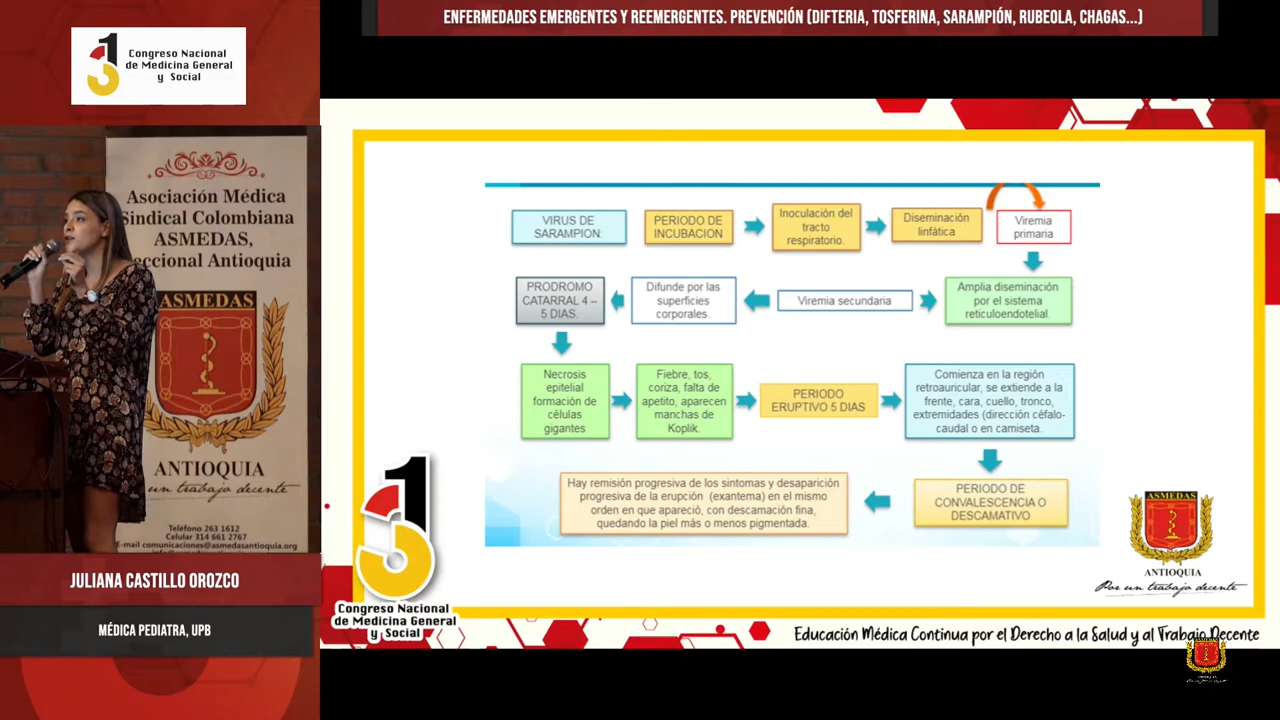 ENFERMEDADES EMERGENTES Y REEMERGENTES. PREVENCIÓN (DIFTERIA, TOSFERINA, SARAMPIÓN, RUBEOLA, CHAGAS...)
31
Congreso Nacional
de Medicina General
y Social
Asociación Médica
Sindical Colombiana
ASMEDAS,
eccional Antioquia
ASMEDAS
ANTIOQUIA
un trabajo decente
Teléfono 263 1612
Celular 314 661 2767
E-mail comunicaciones@asmedasantioquia.org
JULIANA CASTILLO OROZCO
MÉDICA PEDIATRA, UPB
VIRUS DE
SARAMPION:
PERIODO DE
INCUBACION
Inoculación del
tracto
respiratorio.
Diseminación
linfática
Viremia
primaria
PRODROMO
CATARRAL 4 –
5 DIAS.
Difunde por las
superficies
corporales.
Viremia secundaria
Amplia diseminación
por el sistema
reticuloendotelial.
Necrosis
epitelial
formación de
células
gigantes
Fiebre, tos,
coriza, falta de
apetito, aparecen
manchas de
Koplik.
PERIODO
ERUPTIVO 5 DIAS
Comienza en la región
retroauricular, se extiende a la
frente, cara, cuello, tronco,
extremidades (dirección céfalo-
caudal o en camiseta.
Hay remisión progresiva de los sintomas y desaparición
progresiva de la erupción (exantema) en el mismo
orden en que apareció, con descamación fina,
quedando la piel más o menos pigmentada.
PERIODO DE
CONVALESCENCIA O
DESCAMATIVO
31
Congreso Nacional
de Medicina General
y Social
ASMEDAS
ANTIOQUIA
Por un trabajo decente
Educación Médica Continua por el Derecho a la Salud y al Trabajo Decente